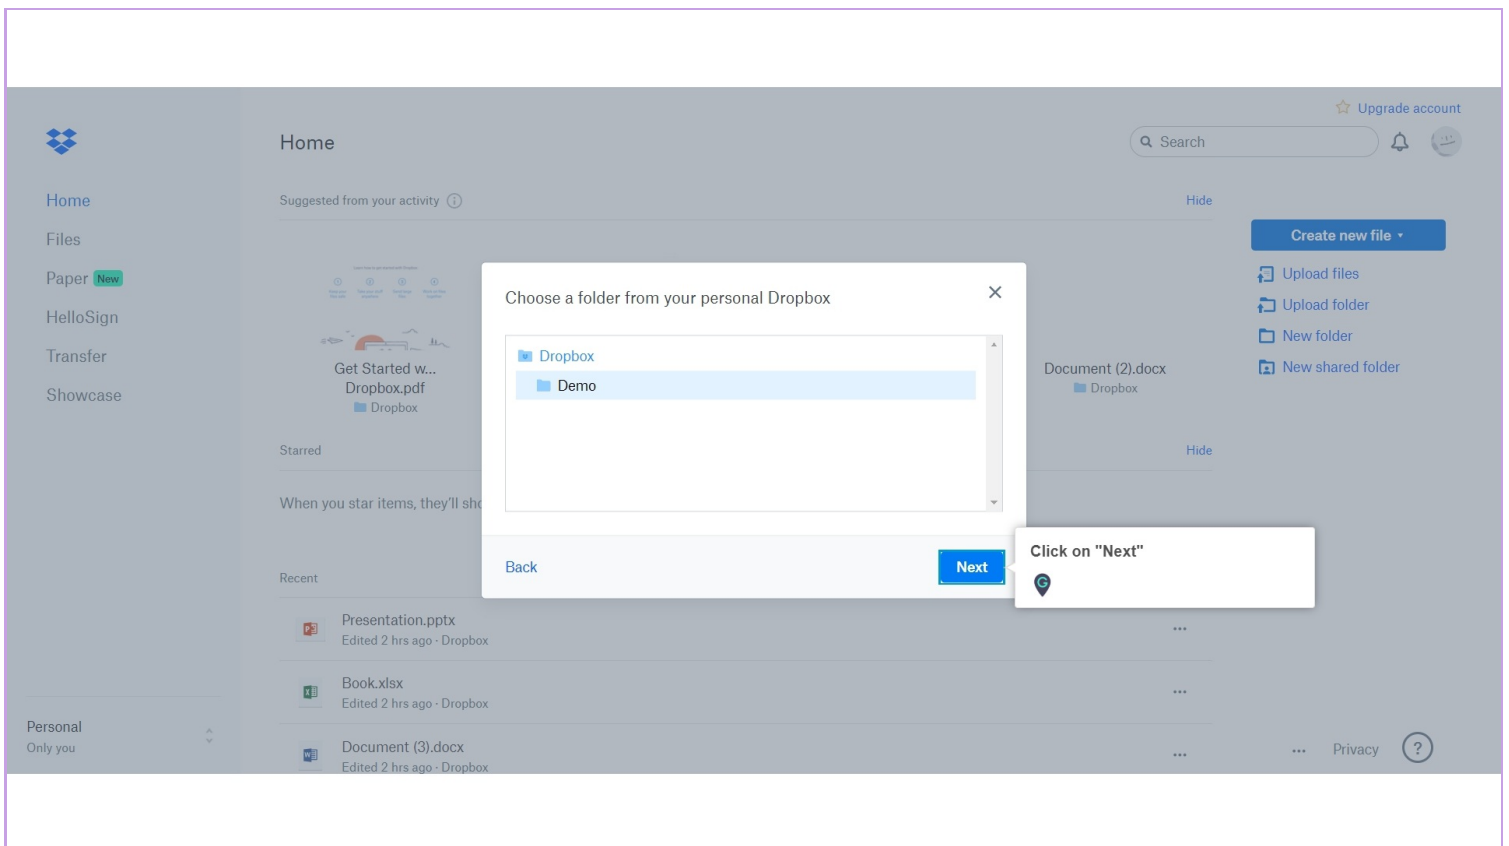 Upgrade account
Home
Search
Home
Files
Paper New
HelloSign
Transfer
Showcase
Suggested from your activity
Hide
Get Started w...
Dropbox.pdf
Dropbox
Document (2).docx
Dropbox
Starred
Hide
When you star items, they'll sho
Recent
Presentation.pptx
Edited 2 hrs ago · Dropbox
Book.xlsx
Edited 2 hrs ago · Dropbox
Document (3).docx
Edited 2 hrs ago · Dropbox
Choose a folder from your personal Dropbox
Dropbox
Demo
Back
Next
Click on "Next"
Create new file
Upload files
Upload folder
New folder
New shared folder
Personal
Only you
Privacy
?